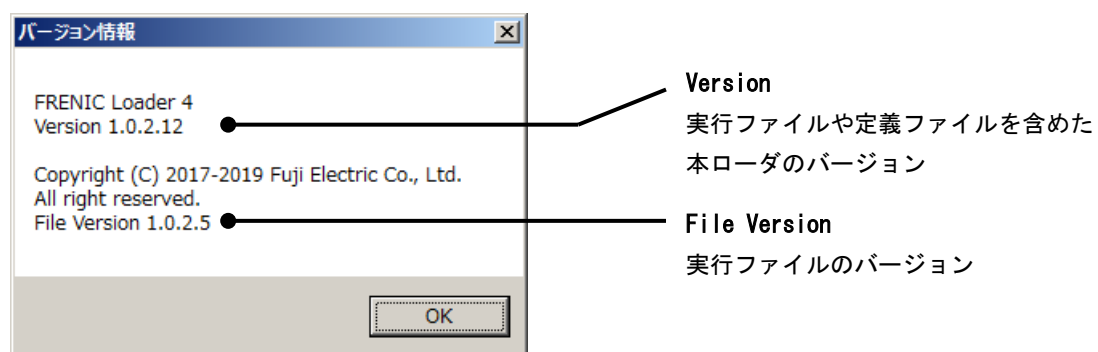 バージョン情報
FRENIC Loader 4
Version 1.0.2.12
Copyright (C) 2017-2019 Fuji Electric Co., Ltd.
All right reserved.
File Version 1.0.2.5
OK
Version
実行ファイルや定義ファイルを含めた
本ローダのバージョン
File Version
実行ファイルのバージョン